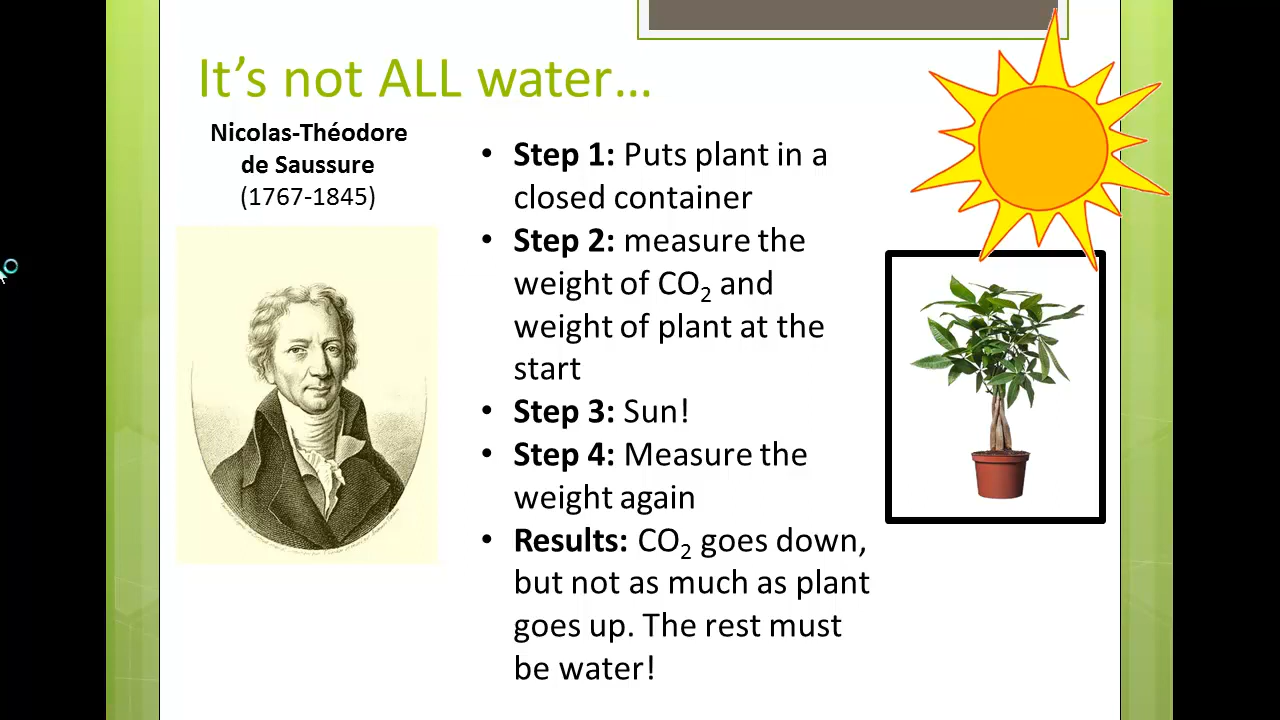 It's not ALL water…
Nicolas-Théodore
de Saussure
(1767-1845)
• Step 1: Puts plant in a
closed container
• Step 2: measure the
weight of CO₂ and
weight of plant at the
start
• Step 3: Sun!
• Step 4: Measure the
weight again
• Results: CO₂ goes down,
but not as much as plant
goes up. The rest must
be water!